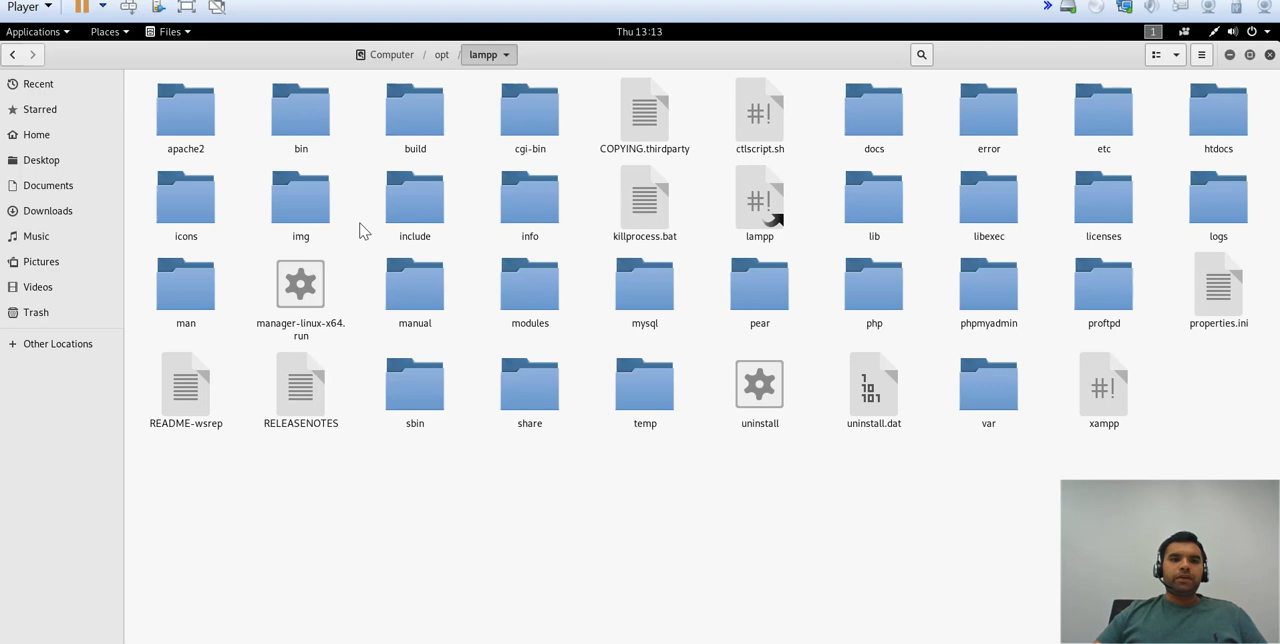 Player
Applications Places Files Thu 13:13 1
Computer / opt / lampp
Recent
Starred
Home
Desktop
Documents
Downloads
Music
Pictures
Videos
Trash
+ Other Locations
apache2 bin build cgi-bin COPYING.thirdparty ctlscript.sh docs error etc htdocs
icons img include info killprocess.bat lampp lib libexec licenses logs
man manager-linux-x64.
run manual modules mysql pear php phpmyadmin proftpd properties.ini
README-wsrep RELEASENOTES sbin share temp uninstall uninstall.dat var xampp